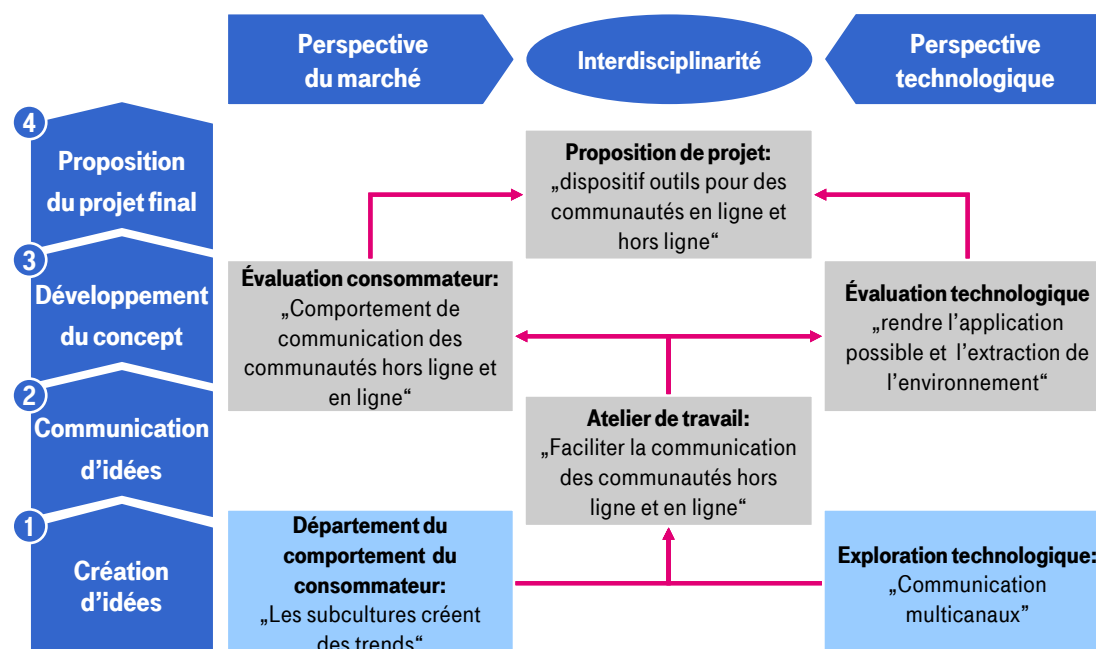 Perspective
du marché
Interdisciplinarité
Perspective
technologique
4
Proposition
du projet final
Proposition de projet:
„dispositif outils pour des
communautés en ligne et
hors ligne“
3
Développement
du concept
Évaluation consommateur:
„Comportement de
communication des
communautés hors ligne et
en ligne“
Évaluation technologique
„rendre l’application
possible et l’extraction de
l’environnement“
2
Communication
d’idées
Atelier de travail:
„Faciliter la communication
des communautés hors
ligne et en ligne“
1
Création
d’idées
Département du
comportement du
consommateur:
„Les subcultures créent
des trends“
Exploration technologique:
„Communication
multicanaux”